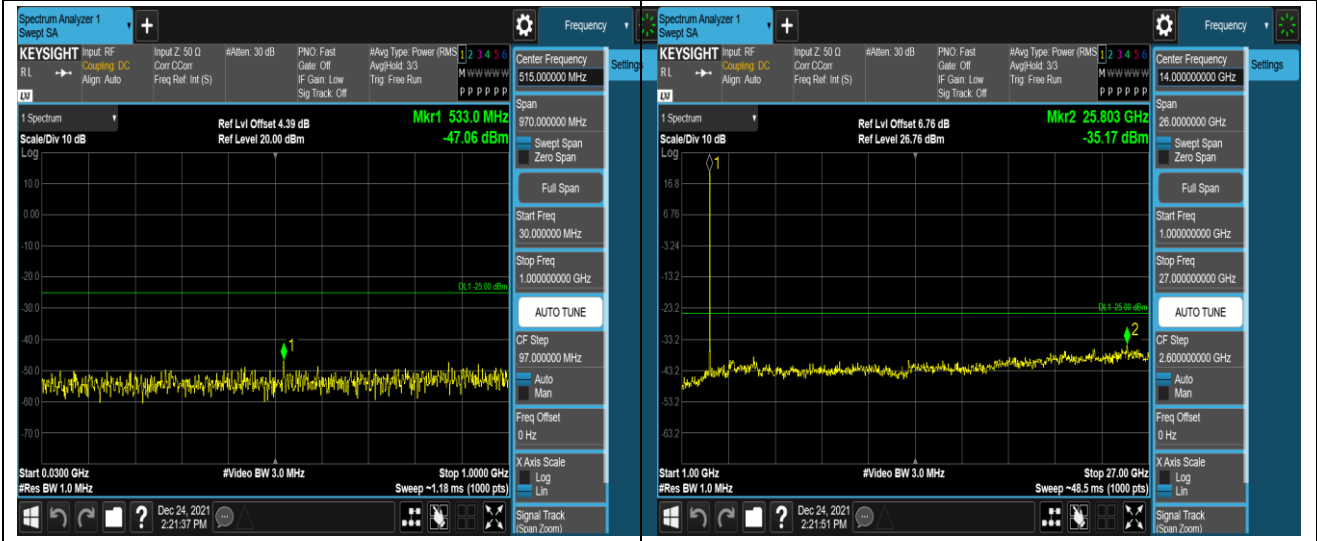 Spectrum Analyzer 1
Swept SA
+
Frequency
KEYSIGHT
RL
LXI
Input: RF
Coupling: DC
Align: Auto
Input Z: 50 Ω
Corr CCorr
Freq Ref: Int (S)
#Atten: 30 dB
PNO: Fast
Gate: Off
IF Gain: Low
Sig Track: Off
#Avg Type: Power (RMS
Avg|Hold: 3/3
Trig: Free Run
1 2 3 4 5 6
M W W W W W
P P P P P P
1 Spectrum
Scale/Div 10 dB
Log
Ref Lvl Offset 4.39 dB
Ref Level 20.00 dBm
Mkr1 533.0 MHz
-47.06 dBm
10.0
0.00
-10.0
-20.0
DL1 -25.00 dBm
-30.0
-40.0
1
-50.0
-60.0
-70.0
Start 0.0300 GHz
#Res BW 1.0 MHz
#Video BW 3.0 MHz
Stop 1.0000 GHz
Sweep ~1.18 ms (1000 pts)
?
Dec 24, 2021
2:21:37 PM
Center Frequency
515.000000 MHz
Span
970.000000 MHz
Swept Span
Zero Span
Full Span
Start Freq
30.000000 MHz
Stop Freq
1.000000000 GHz
AUTO TUNE
CF Step
97.000000 MHz
Auto
Man
Freq Offset
0 Hz
X Axis Scale
Log
Lin
Signal Track
(Span Zoom)
Settings
Spectrum Analyzer 1
Swept SA
+
Frequency
KEYSIGHT
RL
LXI
Input: RF
Coupling: DC
Align: Auto
Input Z: 50 Ω
Corr CCorr
Freq Ref: Int (S)
#Atten: 30 dB
PNO: Fast
Gate: Off
IF Gain: Low
Sig Track: Off
#Avg Type: Power (RMS
Avg|Hold: 3/3
Trig: Free Run
1 2 3 4 5 6
M W W W W W
P P P P P P
1 Spectrum
Scale/Div 10 dB
Log
Ref Lvl Offset 6.76 dB
Ref Level 26.76 dBm
Mkr2 25.803 GHz
-35.17 dBm
1
16.8
6.76
-3.24
-13.2
-23.2
DL1 -25.00 dBm
2
-33.2
-43.2
-53.2
-63.2
Start 1.00 GHz
#Res BW 1.0 MHz
#Video BW 3.0 MHz
Stop 27.00 GHz
Sweep ~48.5 ms (1000 pts)
?
Dec 24, 2021
2:21:51 PM
Center Frequency
14.000000000 GHz
Span
26.0000000 GHz
Swept Span
Zero Span
Full Span
Start Freq
1.000000000 GHz
Stop Freq
27.000000000 GHz
AUTO TUNE
CF Step
2.600000000 GHz
Auto
Man
Freq Offset
0 Hz
X Axis Scale
Log
Lin
Signal Track
(Span Zoom)
Settings